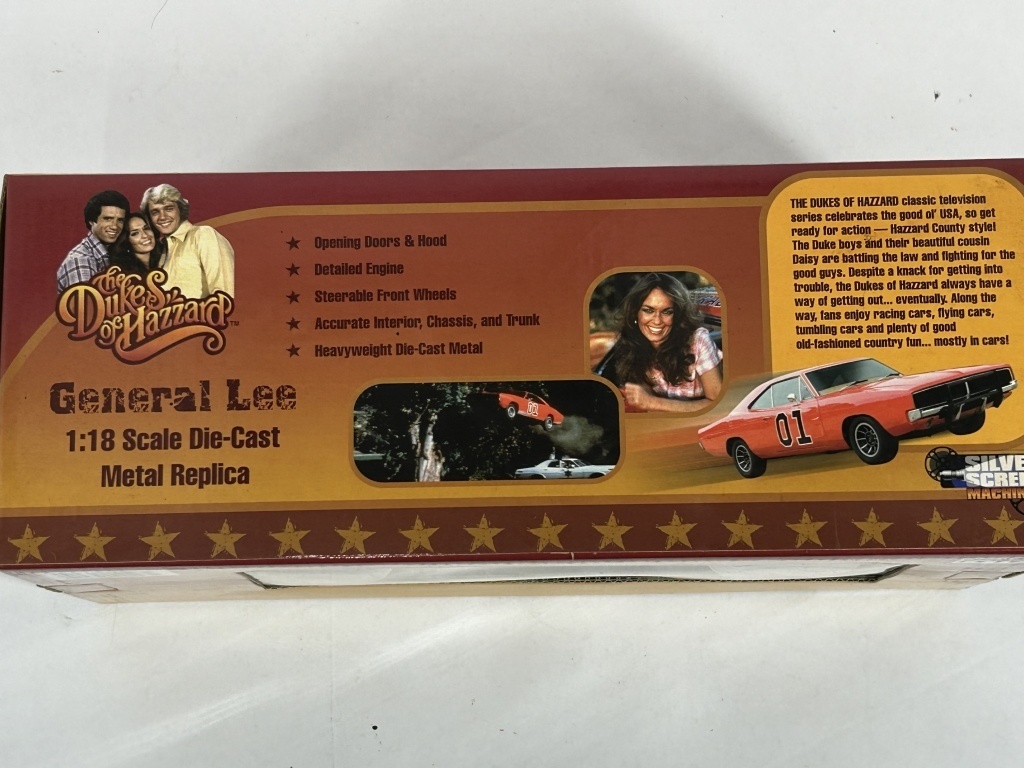 the
Dukes
of Hazzard™
General Lee
1:18 Scale Die-Cast
Metal Replica
★ Opening Doors & Hood
★ Detailed Engine
★ Steerable Front Wheels
★ Accurate Interior, Chassis, and Trunk
★ Heavyweight Die-Cast Metal
01
THE DUKES OF HAZZARD classic television
series celebrates the good ol' USA, so get
ready for action — Hazzard County style!
The Duke boys and their beautiful cousin
Daisy are battling the law and fighting for the
good guys. Despite a knack for getting into
trouble, the Dukes of Hazzard always have a
way of getting out... eventually. Along the
way, fans enjoy racing cars, flying cars,
tumbling cars and plenty of good
old-fashioned country fun... mostly in cars!
01